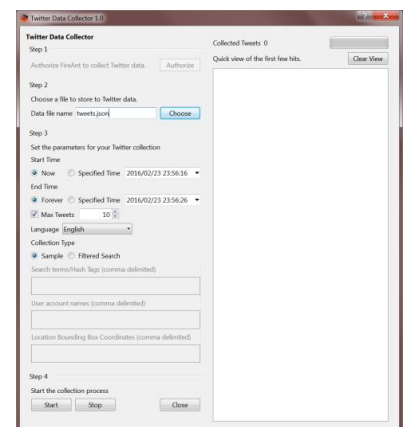 Twitter Data Collector 1.0
Twitter Data Collector
Step 1
Authorize FireAnt to collect Twitter data. Authorize
Step 2
Choose a file to store to Twitter data.
Data file name tweets.json Choose
Step 3
Set the parameters for your Twitter collection
Start Time
Now Specified Time 2016/02/23 23:56:16
End Time
Forever Specified Time 2016/02/23 23:56:26
Max Tweets 10
Language English
Collection Type
Sample Filtered Search
Search terms/Hash Tags (comma delimited)
User account names (comma delimited)
Location Bounding Box Coordinates (comma delimited)
Step 4
Start the collection process
Start Stop Close
Collected Tweets 0
Quick view of the first few hits. Clear View